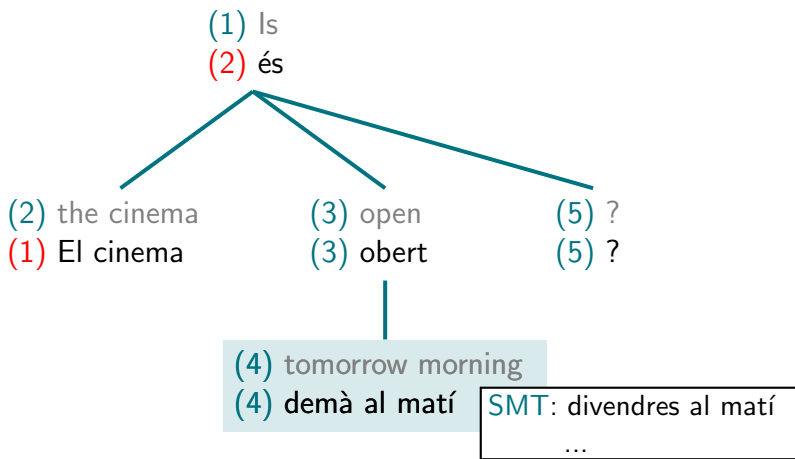 (1) Is
(2) és
(2) the cinema
(1) El cinema
(3) open
(3) obert
(5) ?
(5) ?
(4) tomorrow morning
(4) demà al matí
SMT: divendres al matí
...